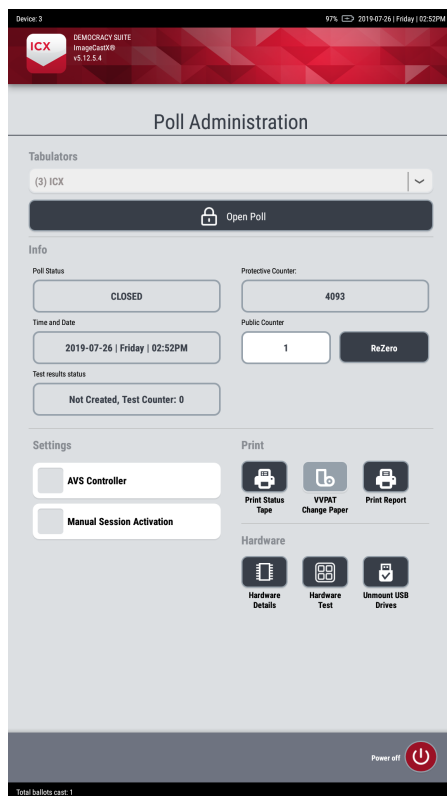 Device: 3
97% 2019-07-26 | Friday | 02:52PM
ICX
DEMOCRACY SUITE
ImageCastX®
v5.12.5.4
Poll Administration
Tabulators
(3) ICX
Open Poll
Info
Poll Status
Protective Counter:
CLOSED
4093
Time and Date
Public Counter
2019-07-26 | Friday | 02:52PM
1
ReZero
Test results status
Not Created, Test Counter: 0
Settings
Print
AVS Controller
Manual Session Activation
Print Status
Tape
VVPAT
Change Paper
Print Report
Hardware
Hardware
Details
Hardware
Test
Unmount USB
Drives
Power off
Total ballots cast: 1